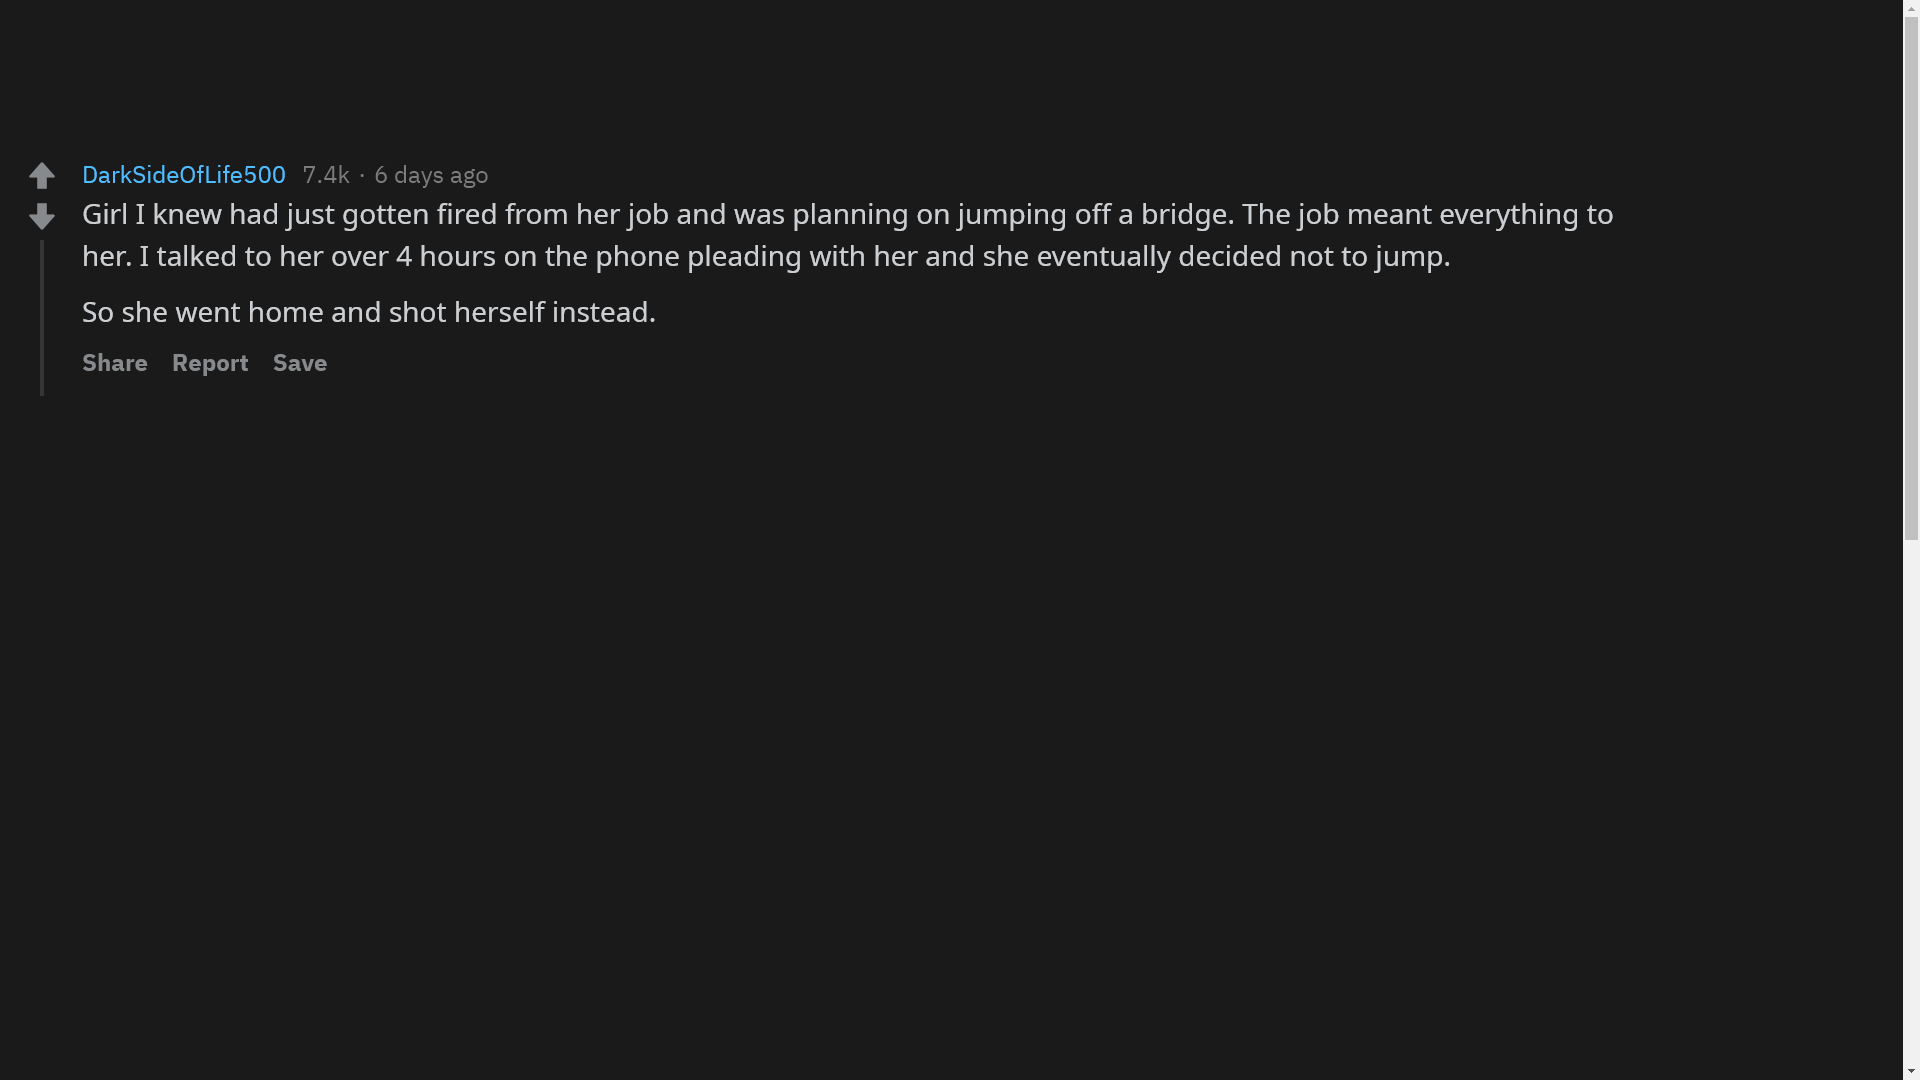 DarkSideOfLife500 7.4k · 6 days ago
Girl I knew had just gotten fired from her job and was planning on jumping off a bridge. The job meant everything to
her. I talked to her over 4 hours on the phone pleading with her and she eventually decided not to jump.
So she went home and shot herself instead.
Share Report Save